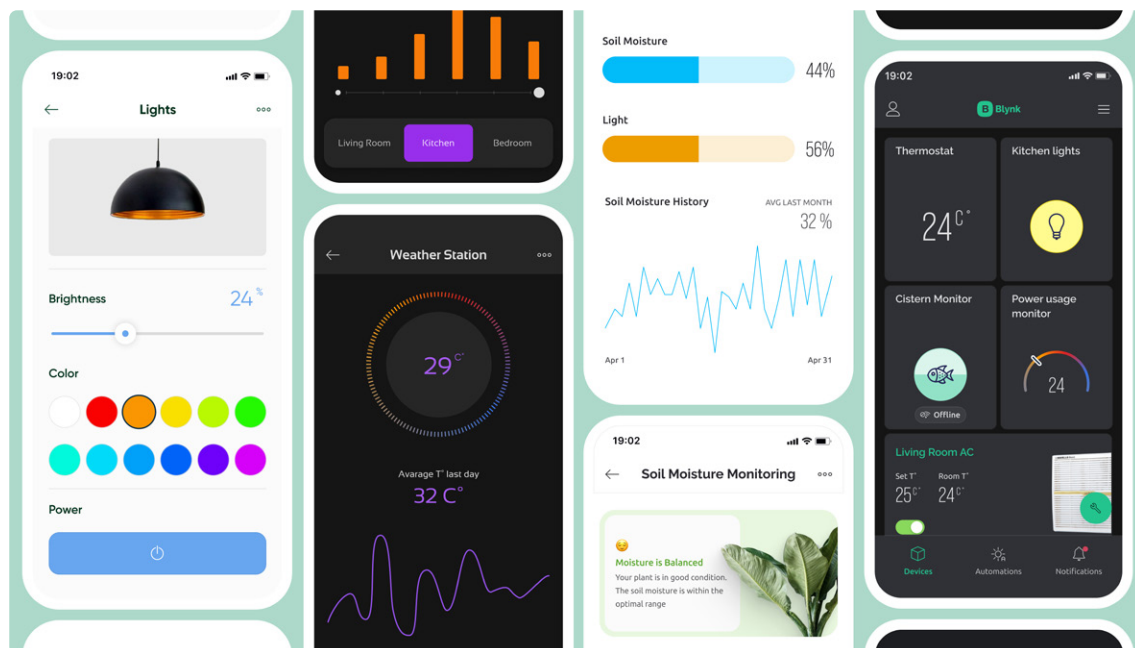 19:02
Lights
Brightness
24 %
Color
Power
Living Room
Kitchen
Bedroom
Weather Station
29 C°
Avarage T° last day
32 C°
Soil Moisture
44%
Light
56%
Soil Moisture History
AVG LAST MONTH
32 %
Apr 1
Apr 31
19:02
Soil Moisture Monitoring
Moisture is Balanced
Your plant is in good condition.
The soil moisture is within the
optimal range
19:02
B Blynk
Thermostat
24 C°
Kitchen lights
Cistern Monitor
Offline
Power usage
monitor
24
Living Room AC
Set T°
Room T°
25 C°
24 C°
Devices
Automations
Notifications